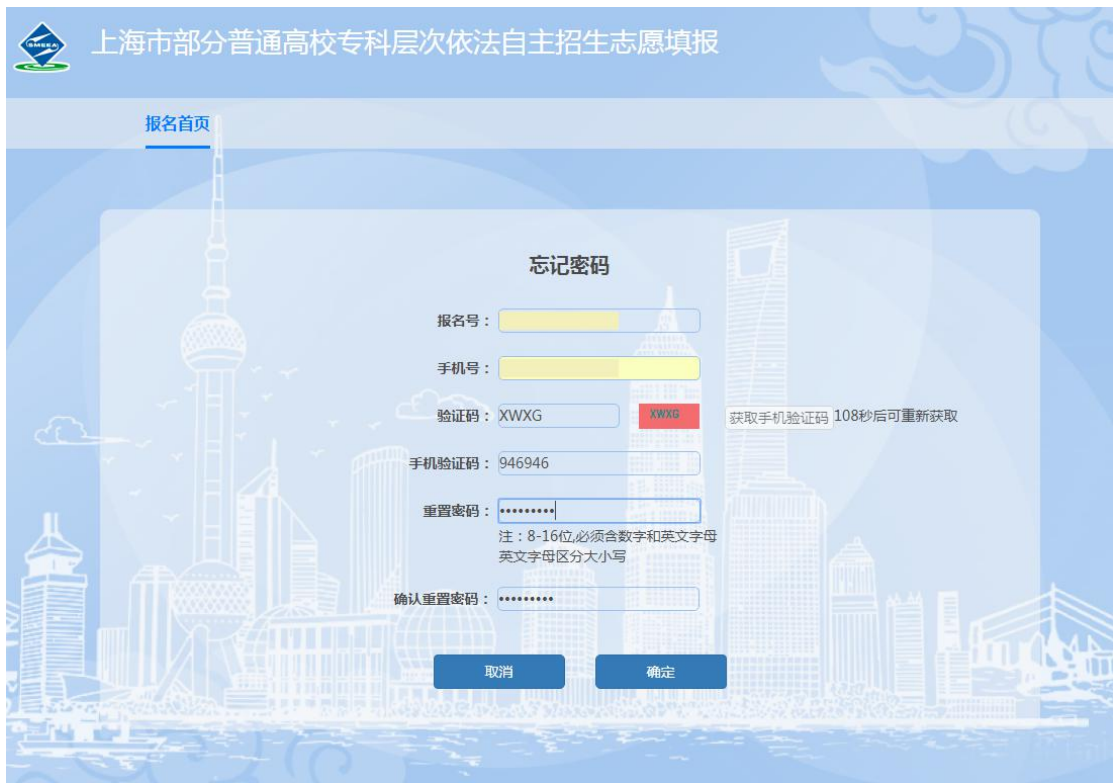 SMEEA
上海市部分普通高校专科层次依法自主招生志愿填报
报名首页
忘记密码
报名号：
手机号：
验证码： XWXG XWXG 获取手机验证码 108秒后可重新获取
手机验证码： 946946
重置密码： •••••••••
注：8-16位,必须含数字和英文字母
英文字母区分大小写
确认重置密码： •••••••••
取消 确定